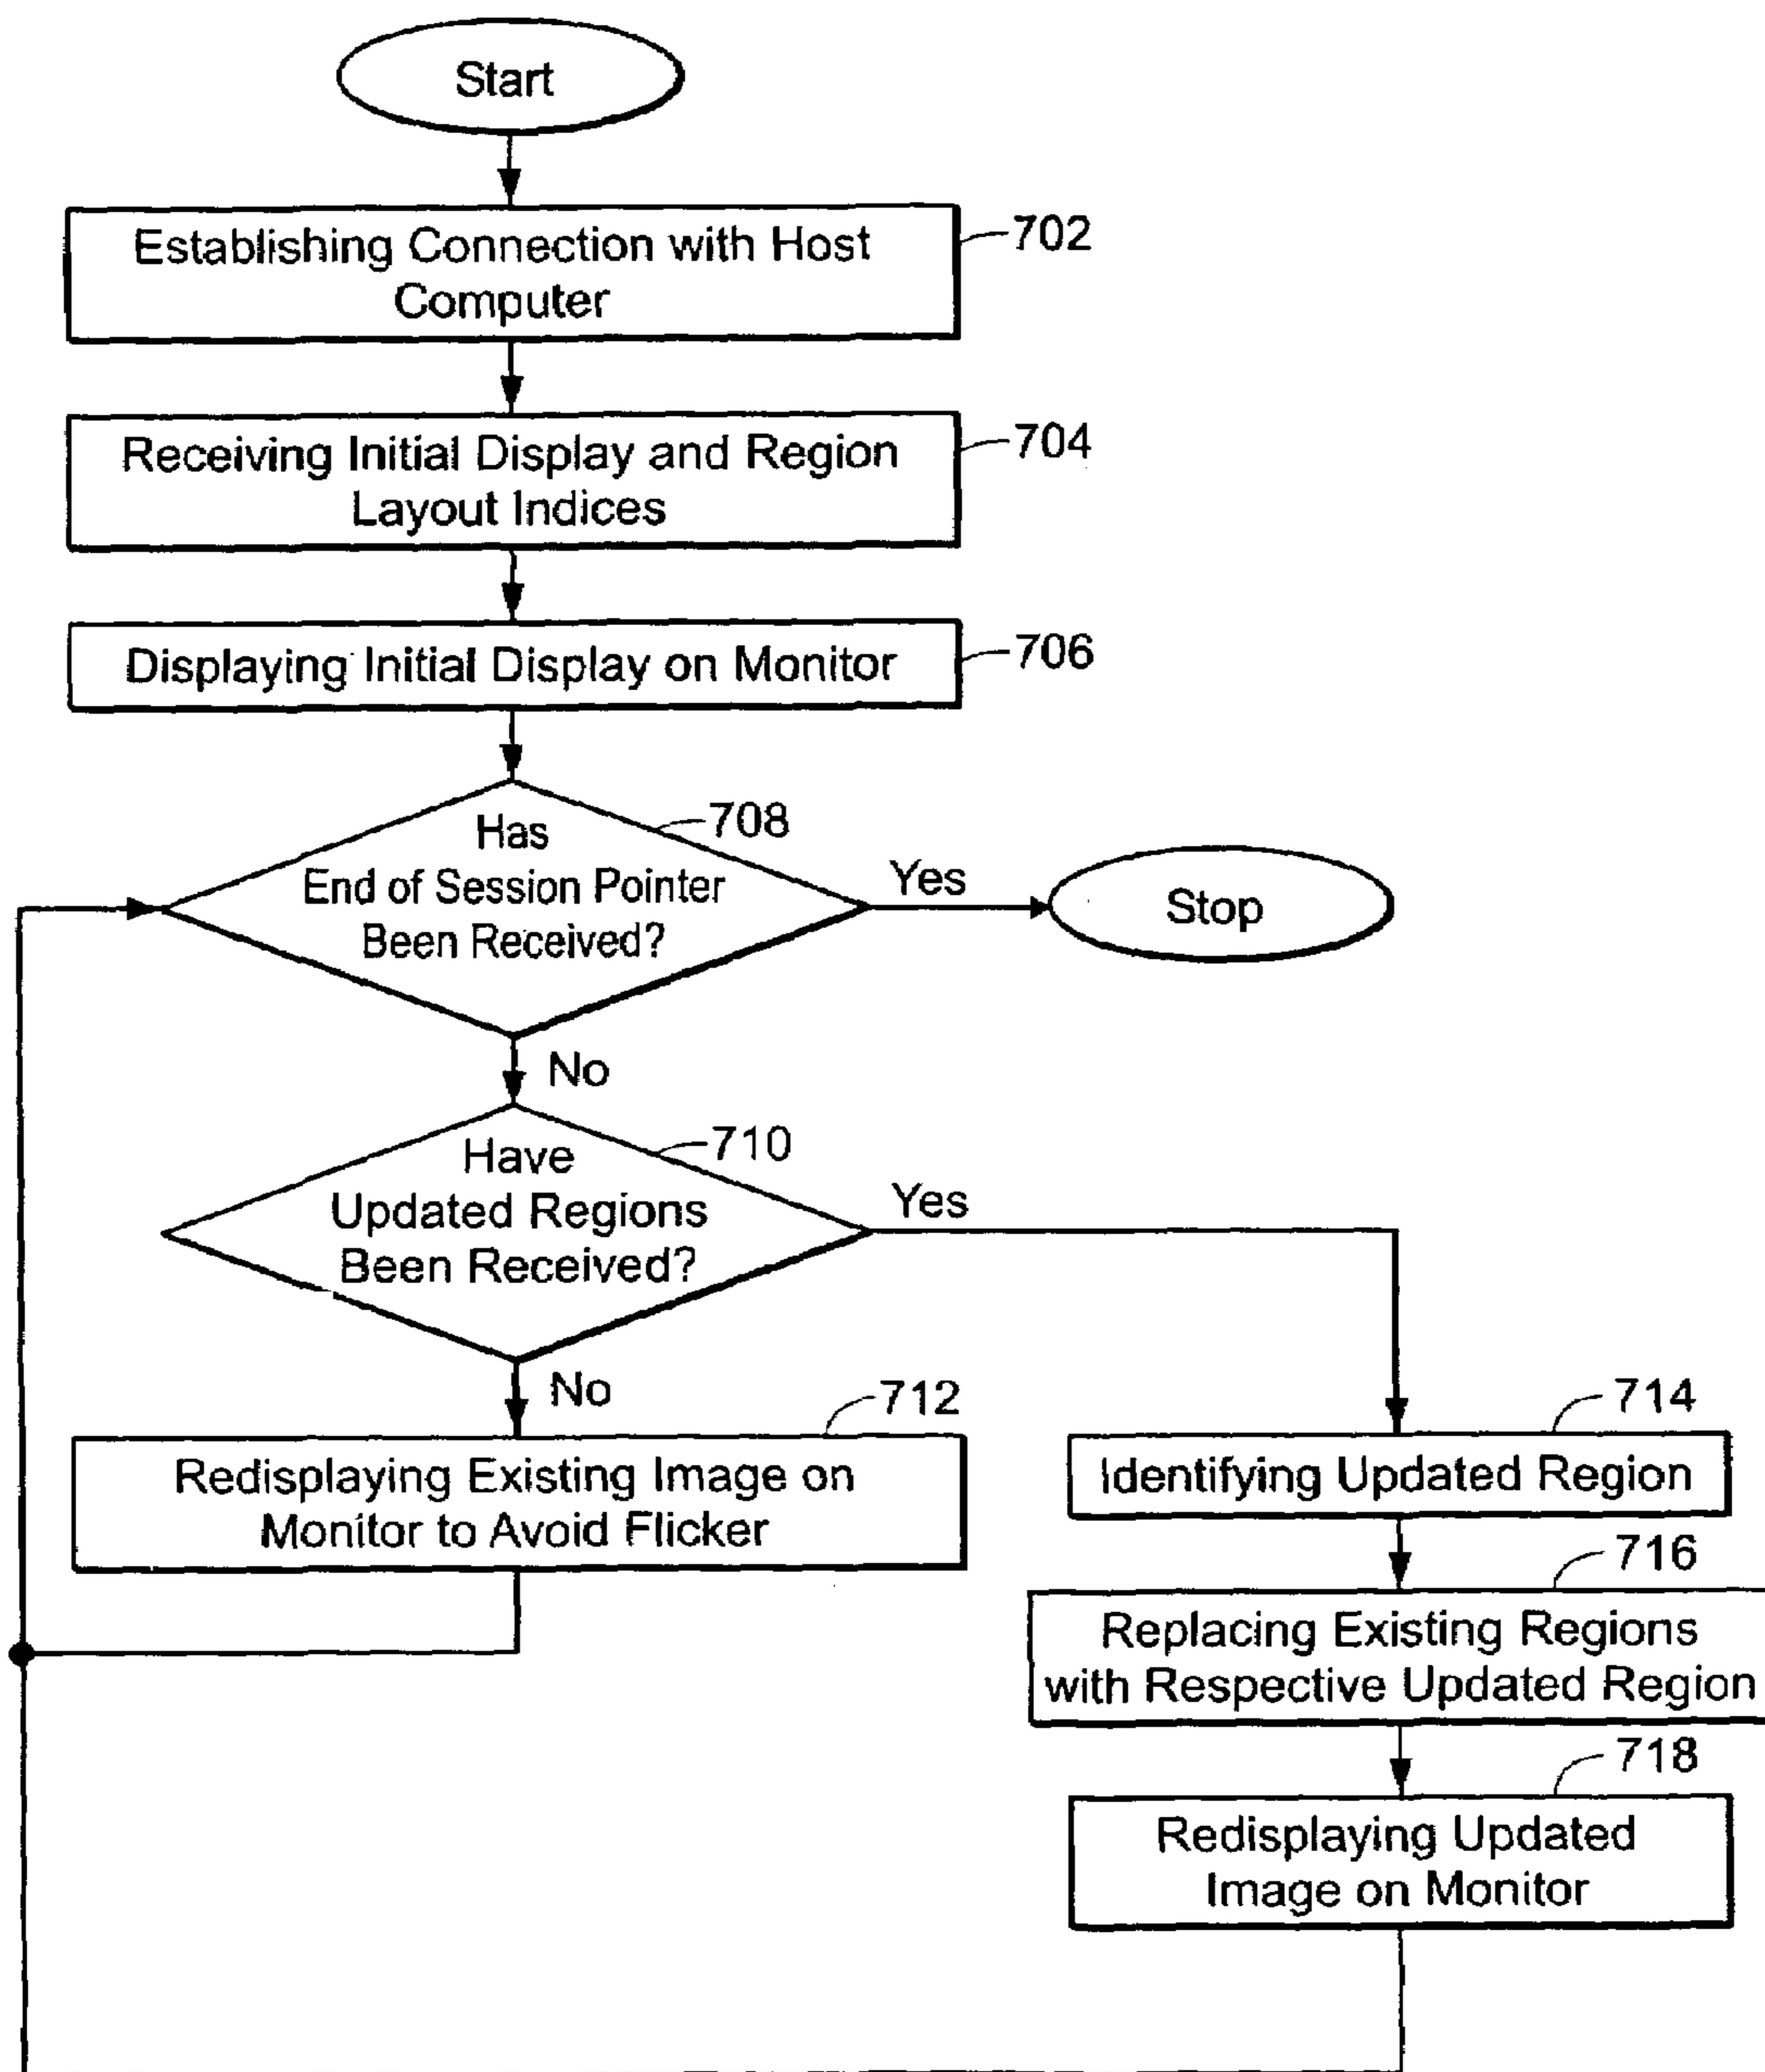 Start
Establishing Connection with Host
Computer
702
Receiving Initial Display and Region
Layout Indices
704
Displaying Initial Display on Monitor
706
708
Has
End of Session Pointer
Been Received?
Yes
Stop
No
710
Have
Updated Regions
Been Received?
Yes
No
712
Redisplaying Existing Image on
Monitor to Avoid Flicker
714
Identifying Updated Region
716
Replacing Existing Regions
with Respective Updated Region
718
Redisplaying Updated
Image on Monitor